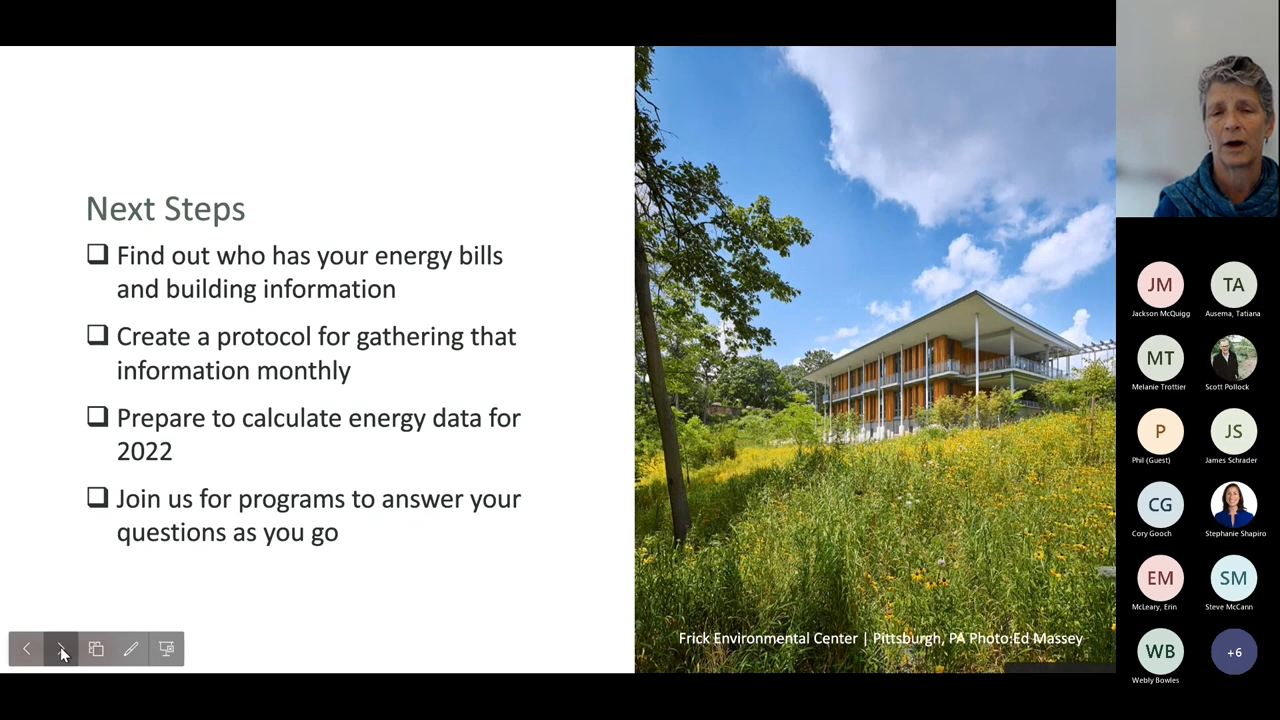 Next Steps
❑ Find out who has your energy bills
and building information
❑ Create a protocol for gathering that
information monthly
❑ Prepare to calculate energy data for
2022
❑ Join us for programs to answer your
questions as you go
Frick Environmental Center | Pittsburgh, PA Photo:Ed Massey
JM
Jackson McQuigg
TA
Ausema, Tatiana
MT
Melanie Trottier
Scott Pollock
P
Phil (Guest)
JS
James Schrader
CG
Cory Gooch
Stephanie Shapiro
EM
McLeary, Erin
SM
Steve McCann
WB
Webly Bowles
+6